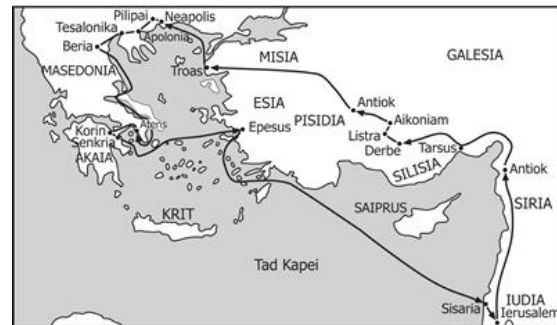 Pilipai
Neapolis
Tesalonika
Apolonia
Beria
MISIA
GALESIA
MASEDONIA
Troas
Antiok
ESIA
Aikoniam
PISIDIA
Atens
Korin
Epesus
Listra
Senkria
Derbe
Tarsus
AKAIA
SILISIA
Antiok
SAIPRUS
SIRIA
KRIT
Tad Kapei
Sisaria
IUDIA
Ierusalem